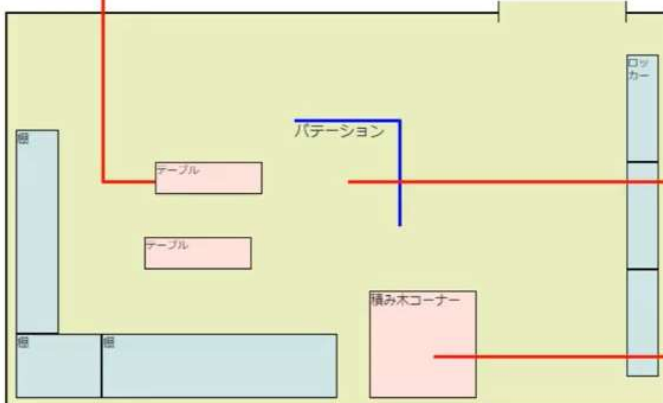 ロッ
カー
パテーション
棚
テーブル
テーブル
積み木コーナー
棚
棚